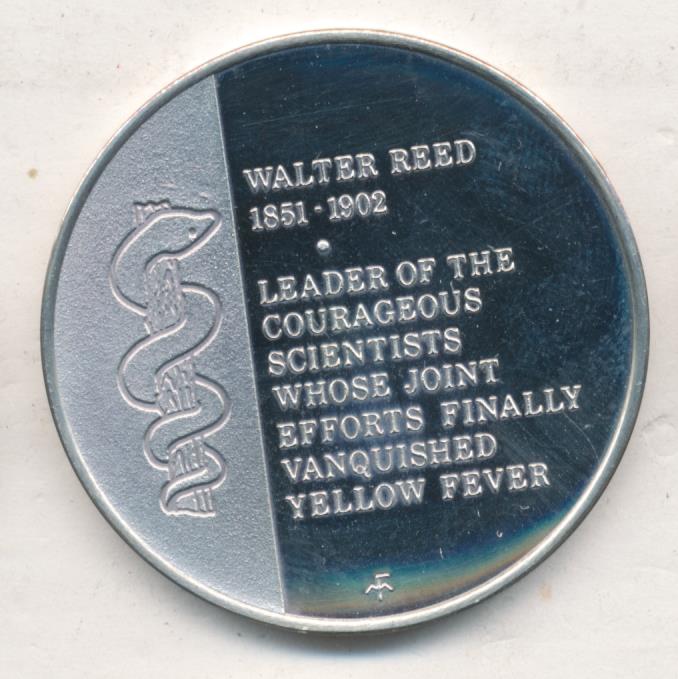 WALTER REED
1851 · 1902
LEADER OF THE
COURAGEOUS
SCIENTISTS
WHOSE JOINT
EFFORTS FINALLY
VANQUISHED
YELLOW FEVER